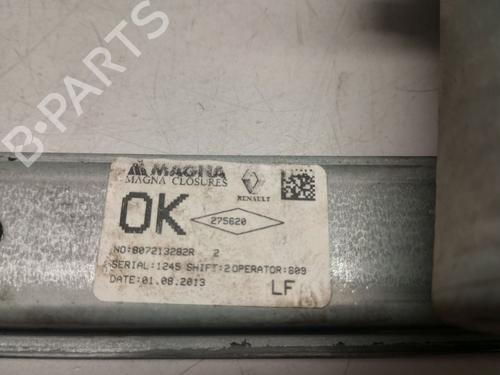 B-PARTS
MAGNA
MAGNA CLOSURES
RENAULT
OK
275620
NO:807213282R 2
SERIAL:1245 SHIFT:2 OPERATOR:609
DATE:01.08.2013
LF